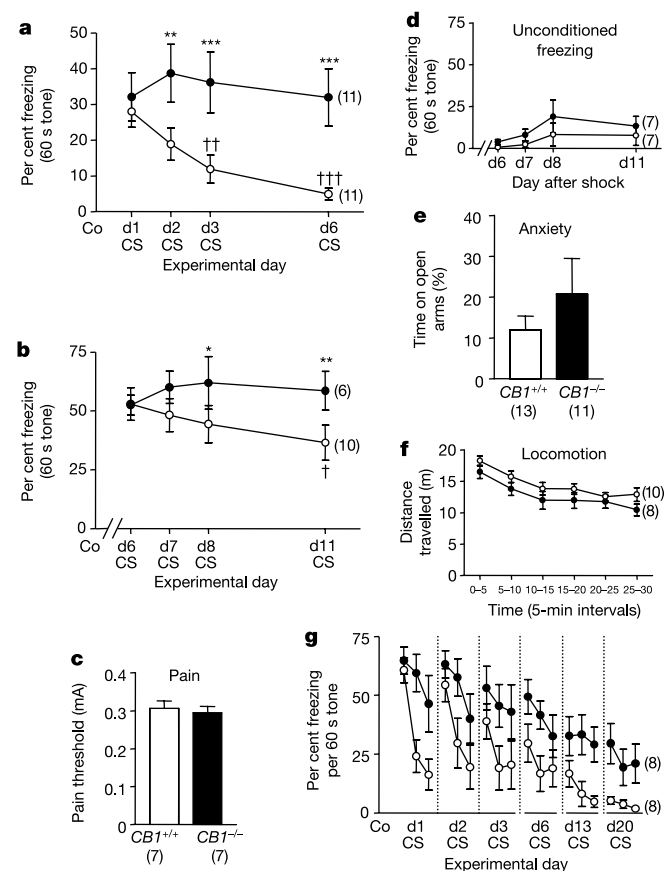 a
Per cent freezing
(60 s tone)
50
40
30
20
10
0
**
***
***
(11)
††
†††
(11)
Co d1 d2 d3 d6
CS CS CS CS
Experimental day
b
Per cent freezing
(60 s tone)
75
50
25
0
*
**
(6)
(10)
†
Co d6 d7 d8 d11
CS CS CS CS
Experimental day
c
Pain
Pain threshold (mA)
0.4
0.3
0.2
0.1
0
CB1+/+ CB1−/−
(7) (7)
d
Unconditioned
freezing
Per cent freezing
(60 s tone)
75
50
25
0
(7)
(7)
d6 d7 d8 d11
Day after shock
e
Anxiety
Time on open
arms (%)
40
30
20
10
0
CB1+/+ CB1−/−
(13) (11)
f
Locomotion
Distance
travelled (m)
20
15
10
5
0
(10)
(8)
0–5 5–10 10–15 15–20 20–25 25–30
Time (5-min intervals)
g
Per cent freezing
per 60 s tone
75
50
25
0
(8)
(8)
Co d1 d2 d3 d6 d13 d20
CS CS CS CS CS CS
Experimental day